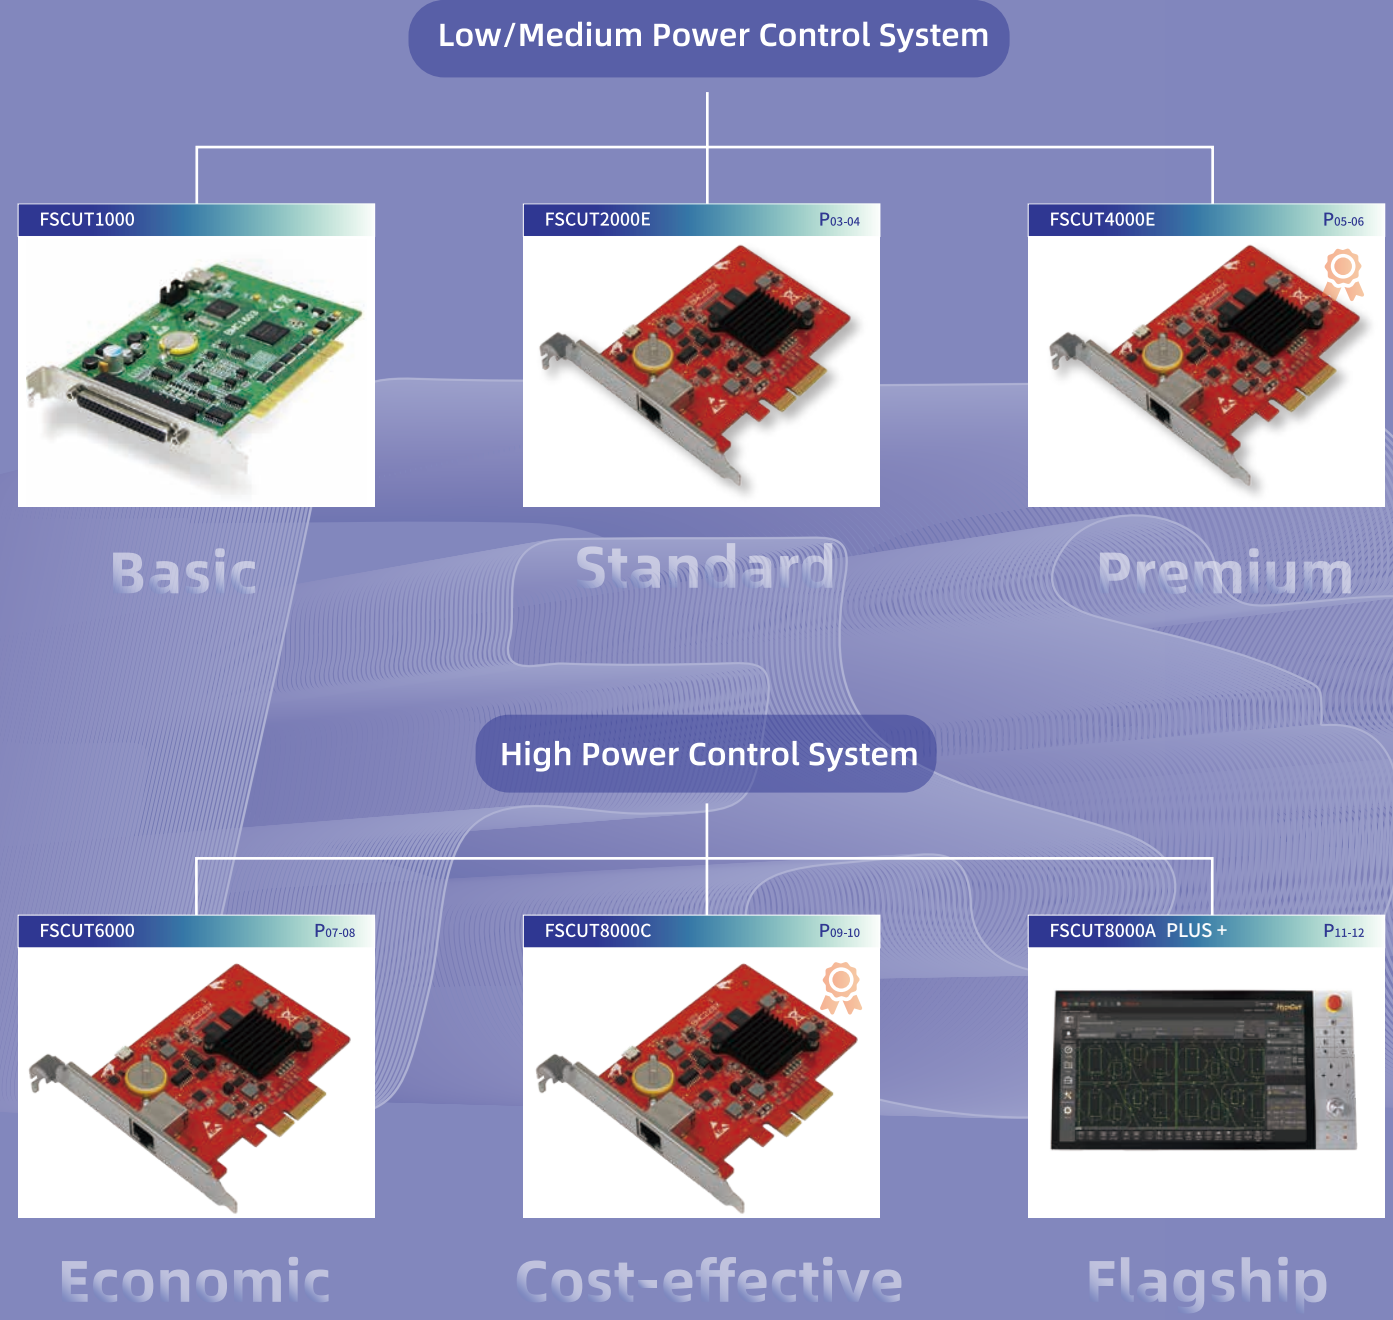 Low/Medium Power Control System
FSCUT1000
FSCUT2000E P03-04
FSCUT4000E P05-06
Basic
Standard
Premium
High Power Control System
FSCUT6000 P07-08
FSCUT8000C P09-10
FSCUT8000A PLUS + P11-12
HypCut
Economic
Cost-effective
Flagship